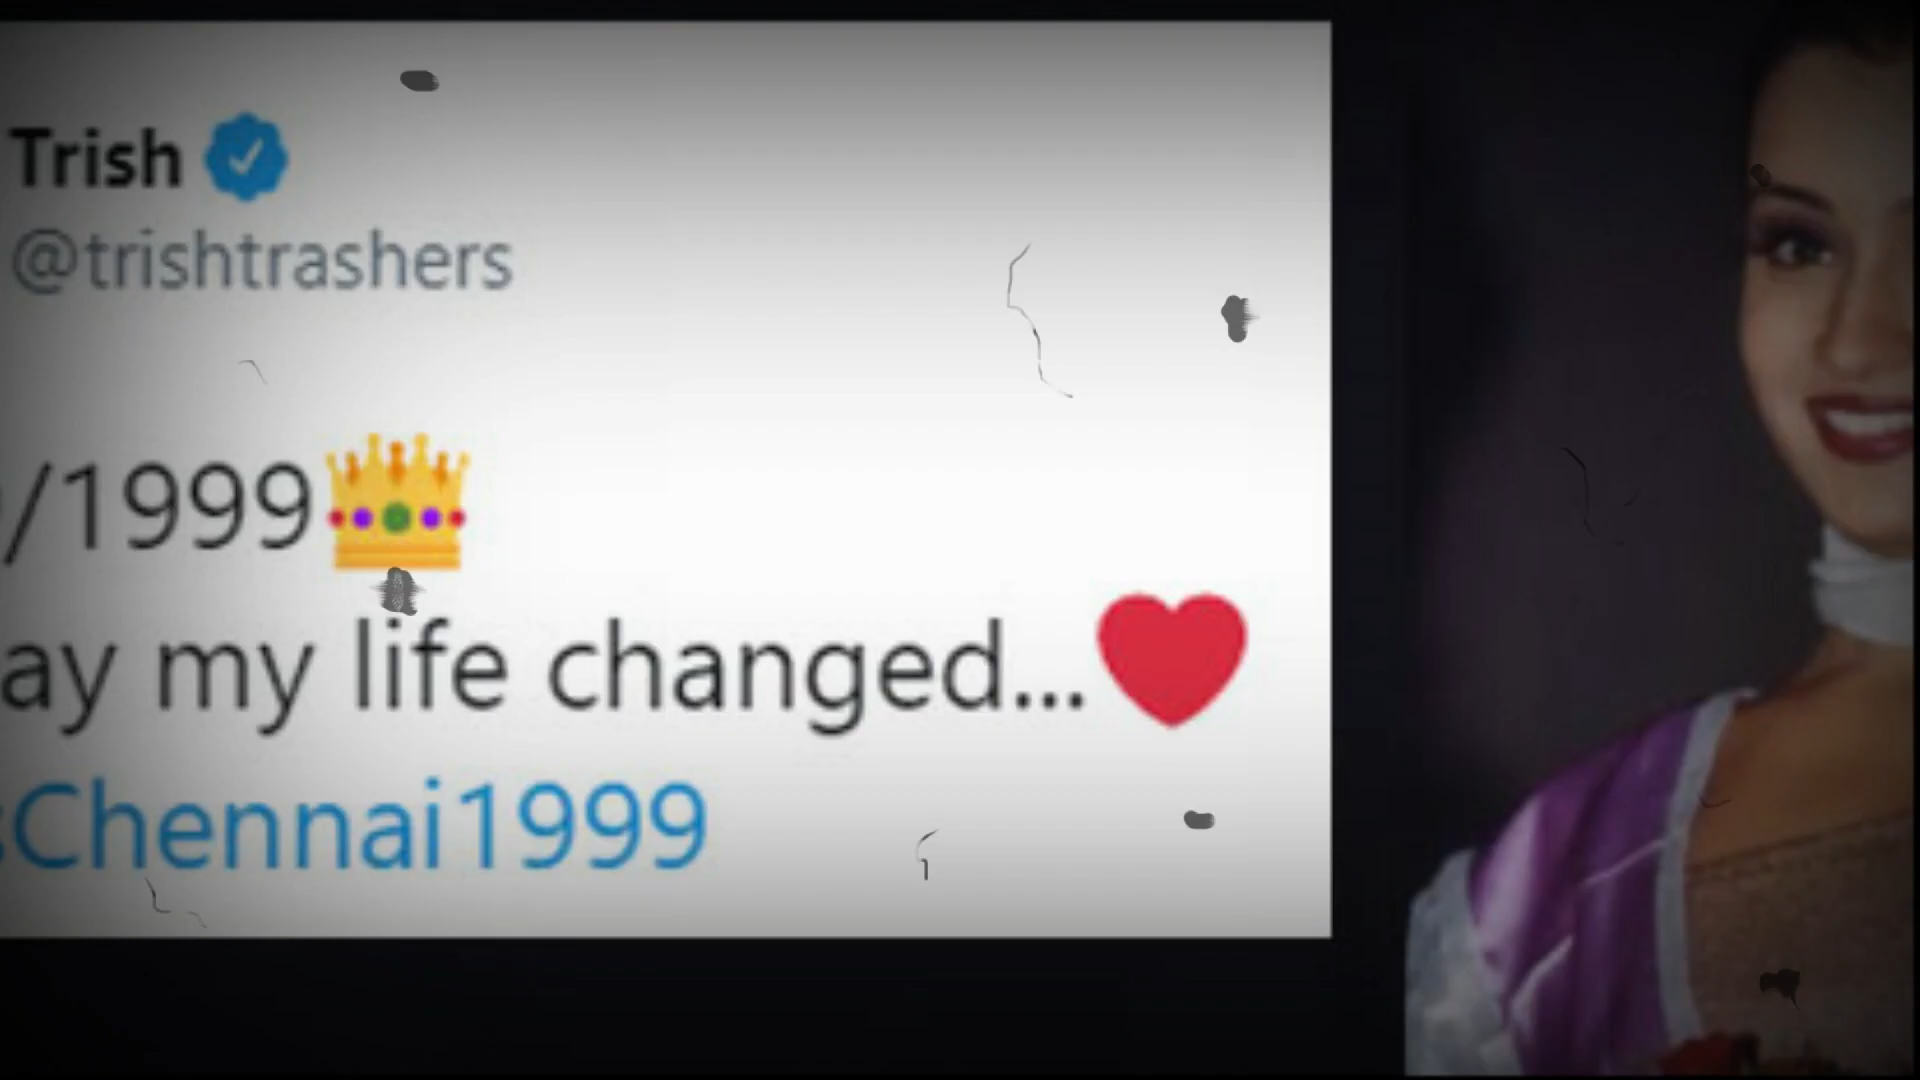 Trish
@trishtrashers
/1999👑
ay my life changed...❤️
Chennai1999